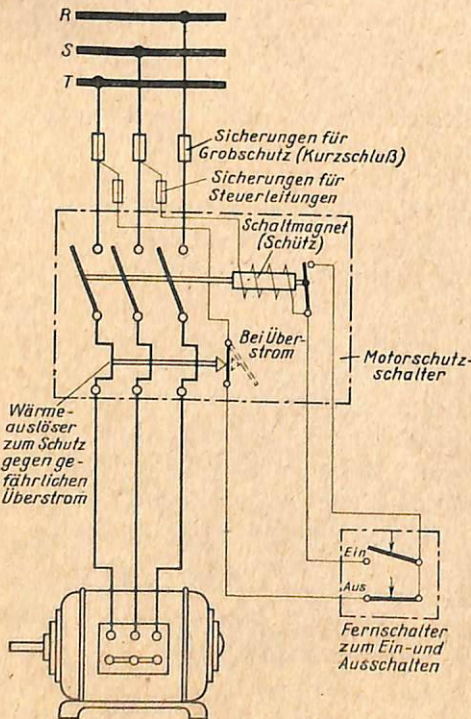 R
S
T
Sicherungen für
Grobschutz (Kurzschluß)
Sicherungen für
Steuerleitungen
Schaltmagnet
(Schütz)
Bei Über-
strom
Motorschutz-
schalter
Wärme-
auslöser
zum Schutz
gegen ge-
fährlichen
Überstrom
Ein
Aus
Fernschalter
zum Ein- und
Ausschalten